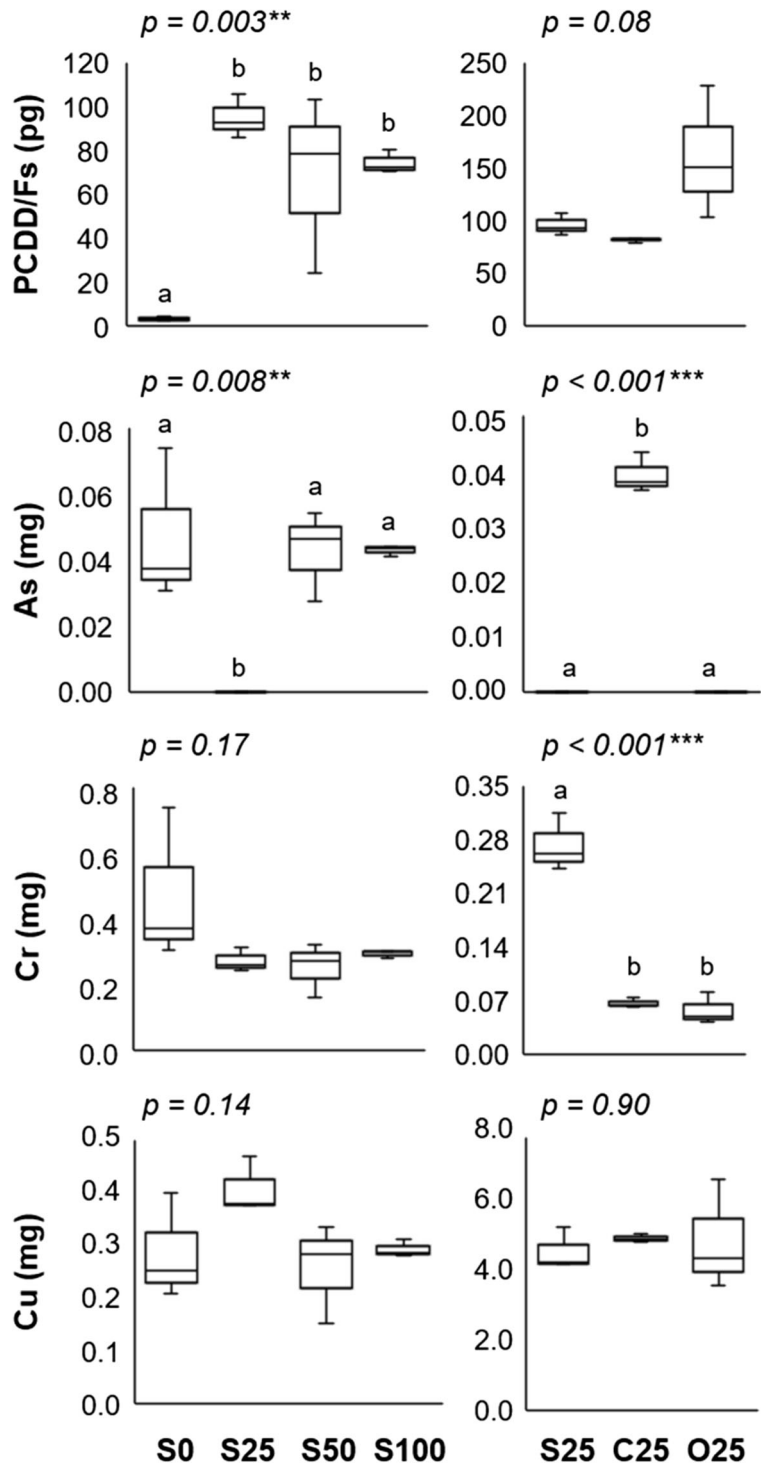 p = 0.003**
p = 0.08
PCDD/Fs (pg)
120
100
80
60
40
20
0
a
b
b
b
250
200
150
100
50
0
p = 0.008**
p < 0.001***
As (mg)
0.08
0.06
0.04
0.02
0.00
a
b
a
a
0.05
0.04
0.03
0.02
0.01
0.00
a
b
a
p = 0.17
p < 0.001***
Cr (mg)
0.8
0.6
0.4
0.2
0.0
0.35
0.28
0.21
0.14
0.07
0.00
a
b
b
p = 0.14
p = 0.90
Cu (mg)
0.5
0.4
0.3
0.2
0.1
0.0
8.0
6.0
4.0
2.0
0.0
S0 S25 S50 S100
S25 C25 O25